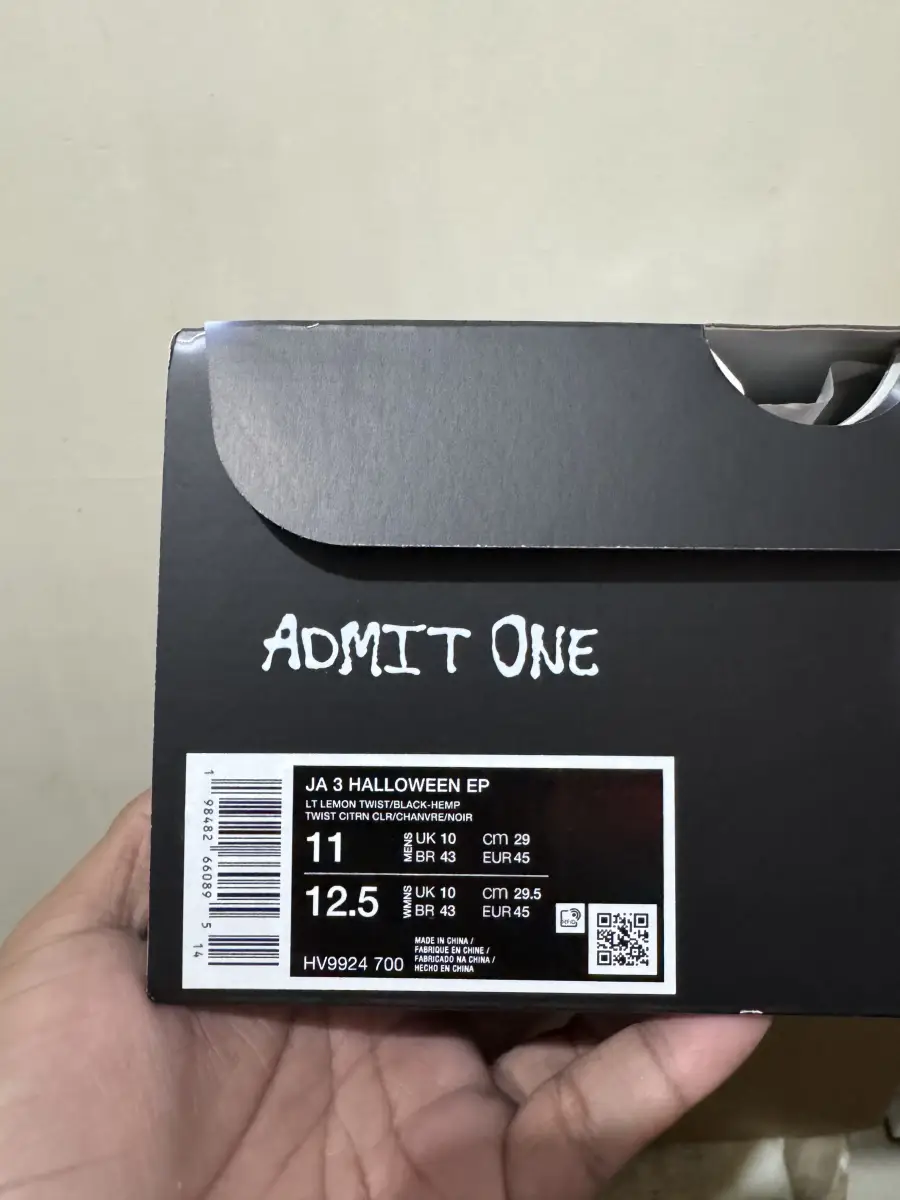 ADMIT ONE
JA 3 HALLOWEEN EP
LT LEMON TWIST/BLACK-HEMP
TWIST CITRN CLR/CHANVRE/NOIR
11 MENS UK 10 cm 29
BR 43 EUR 45
12.5 WMNS UK 10 cm 29.5
BR 43 EUR 45
HV9924 700
MADE IN CHINA /
FABRIQUE EN CHINE /
FABRICADO NA CHINA /
HECHO EN CHINA
RFID
1 98482 66089 5 14